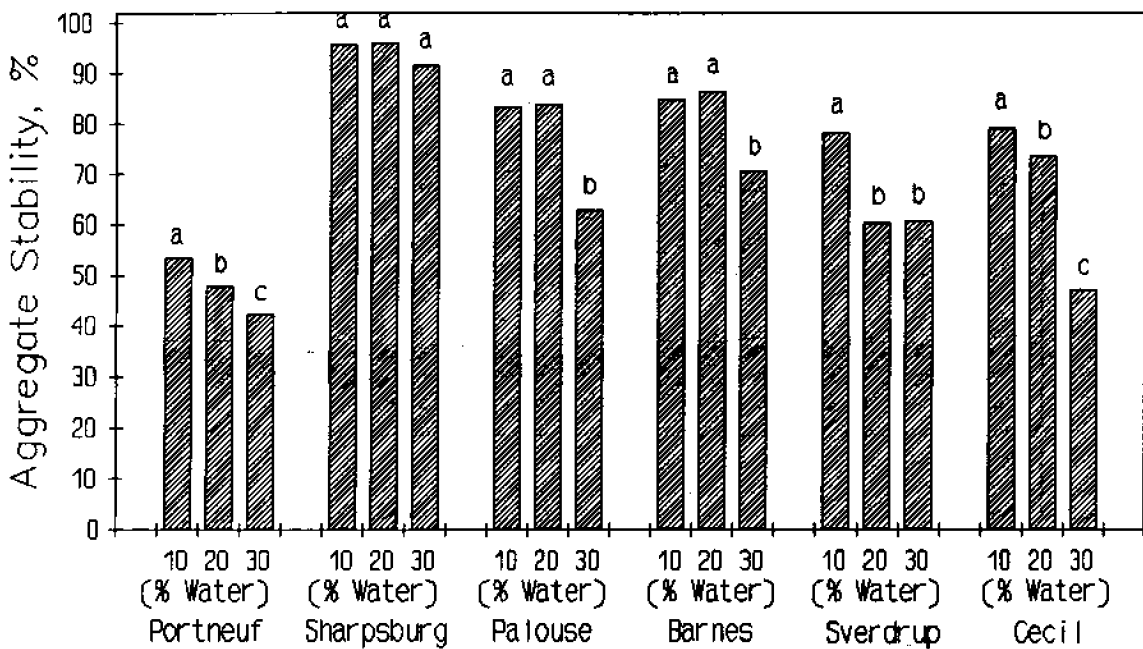 Aggregate Stability, %
100
90
80
70
60
50
40
30
20
10
0
a b c
a a a
a a b
a a b
a b b
a b c
10 20 30 10 20 30 10 20 30 10 20 30 10 20 30 10 20 30
(% Water) (% Water) (% Water) (% Water) (% Water) (% Water)
Portneuf Sharpsburg Palouse Barnes Sverdrup Cecil